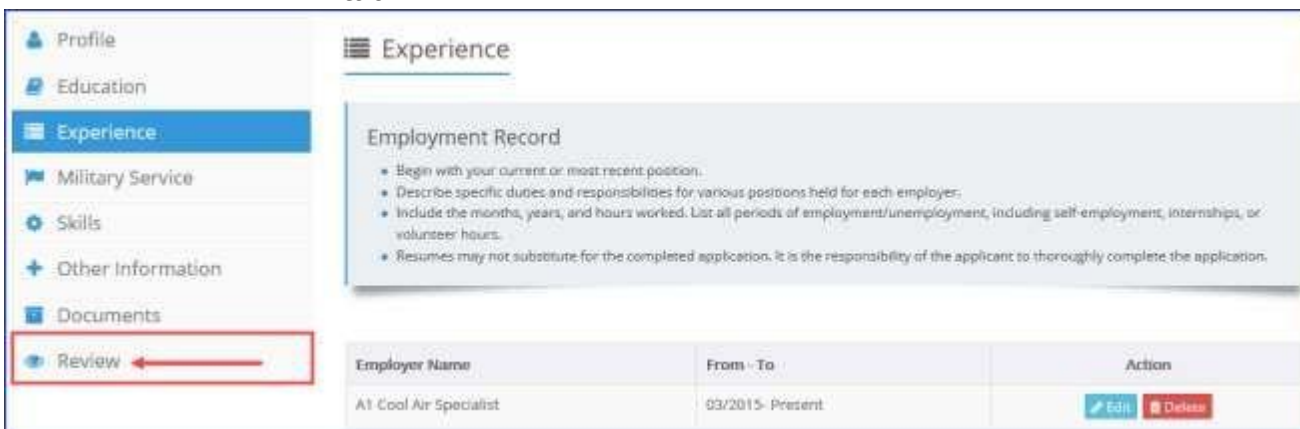 Profile
Education
Experience
Military Service
Skills
Other Information
Documents
Review
Experience
Employment Record
Begin with your current or most recent position.
Describe specific duties and responsibilities for various positions held for each employer.
Include the months, years, and hours worked. List all periods of employment/unemployment, including self-employment, internships, or
volunteer hours.
Resumes may not substitute for the completed application. It is the responsibility of the applicant to thoroughly complete the application.
Employer Name From - To Action
A1 Cool Air Specialist 03/2015- Present Edit Delete